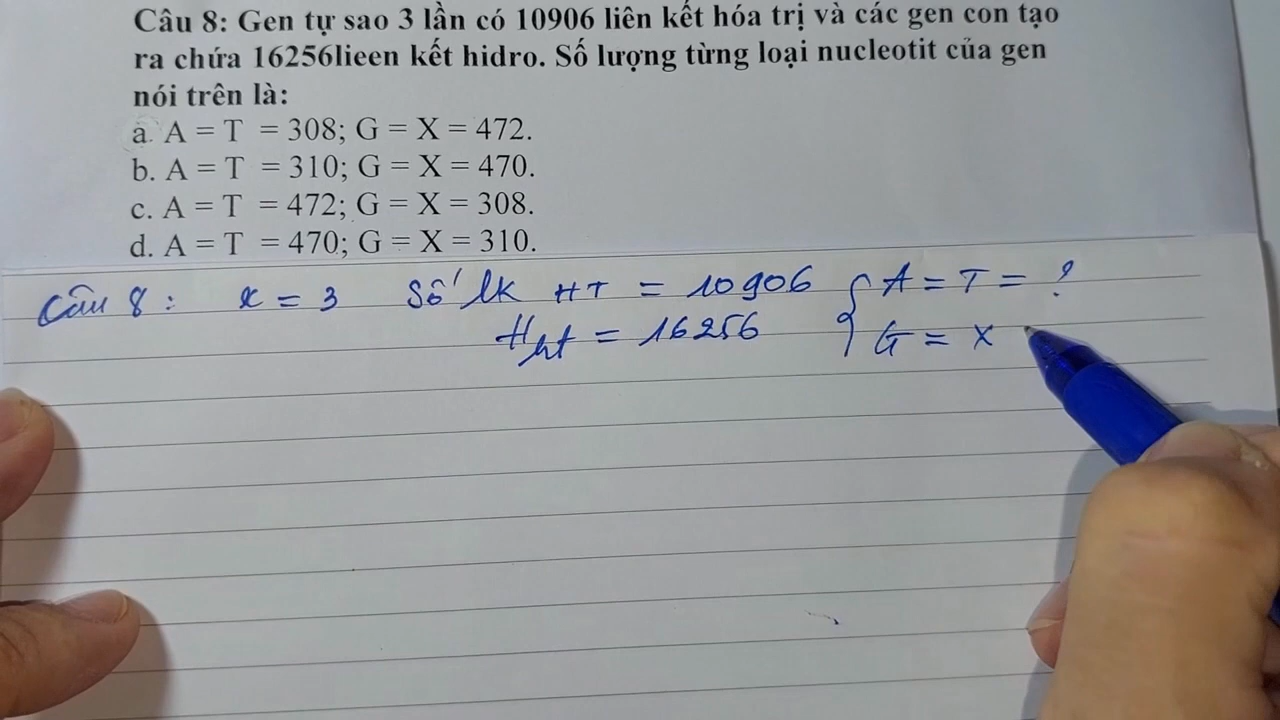 Câu 8: Gen tự sao 3 lần có 10906 liên kết hóa trị và các gen con tạo
ra chứa 16256lieen kết hidro. Số lượng từng loại nucleotit của gen
nói trên là:
a. A = T = 308; G = X = 472.
b. A = T = 310; G = X = 470.
c. A = T = 472; G = X = 308.
d. A = T = 470; G = X = 310.
Câu 8 : x = 3 Số lk HT = 10906 { A = T = ?
Hht = 16256 G = X